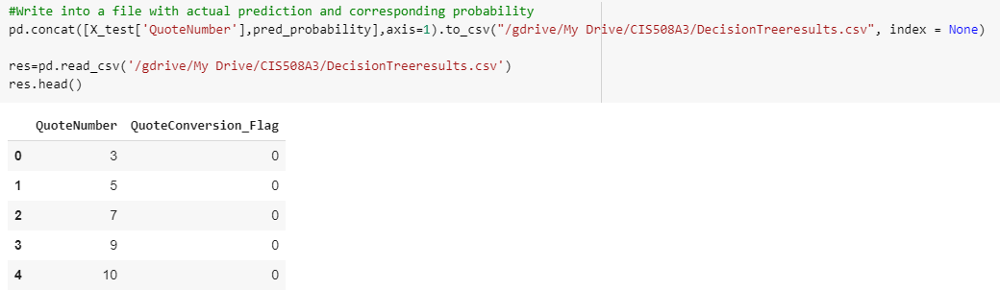 #Write into a file with actual prediction and corresponding probability
pd.concat([X_test['QuoteNumber'],pred_probability],axis=1).to_csv("/gdrive/My Drive/CIS508A3/DecisionTreeresults.csv", index = None)
res=pd.read_csv('/gdrive/My Drive/CIS508A3/DecisionTreeresults.csv')
res.head()
QuoteNumber QuoteConversion_Flag
0 3 0
1 5 0
2 7 0
3 9 0
4 10 0